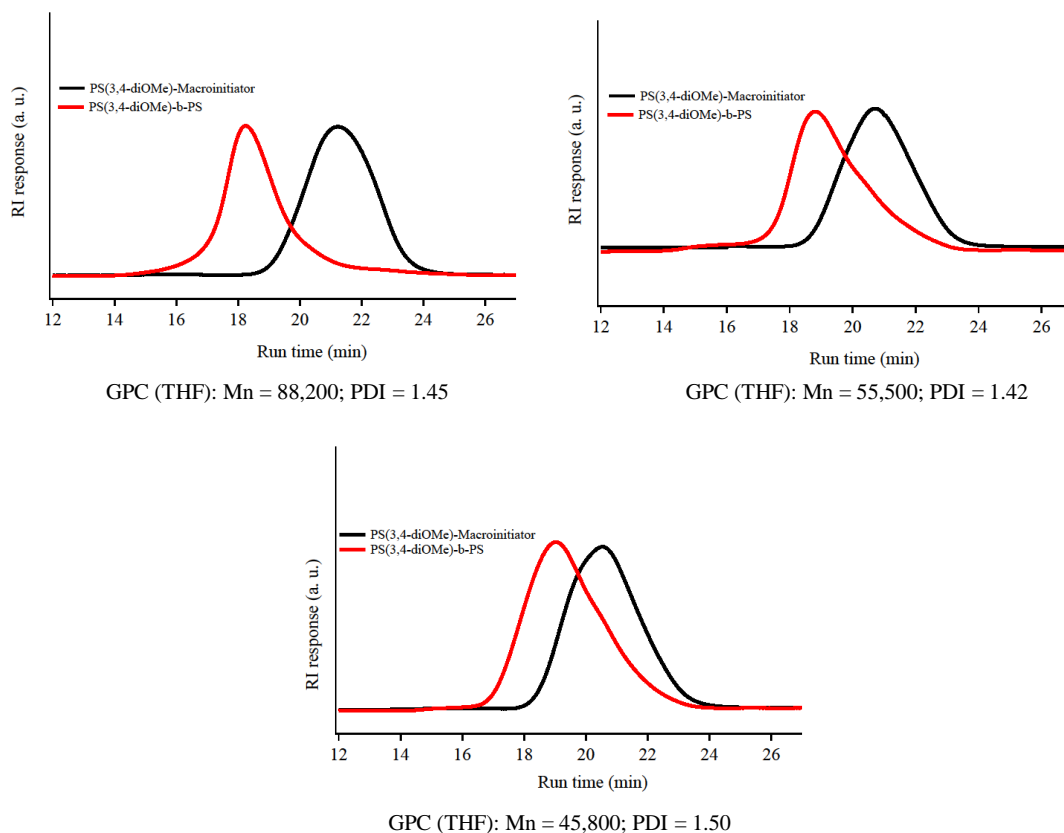 PS(3,4-diOMe)-Macroinitiator
PS(3,4-diOMe)-b-PS
RI response (a. u.)
12 14 16 18 20 22 24 26
Run time (min)
GPC (THF): Mn = 88,200; PDI = 1.45
PS(3,4-diOMe)-Macroinitiator
PS(3,4-diOMe)-b-PS
RI response (a. u.)
12 14 16 18 20 22 24 26
Run time (min)
GPC (THF): Mn = 55,500; PDI = 1.42
PS(3,4-diOMe)-Macroinitiator
PS(3,4-diOMe)-b-PS
RI response (a. u.)
12 14 16 18 20 22 24 26
Run time (min)
GPC (THF): Mn = 45,800; PDI = 1.50